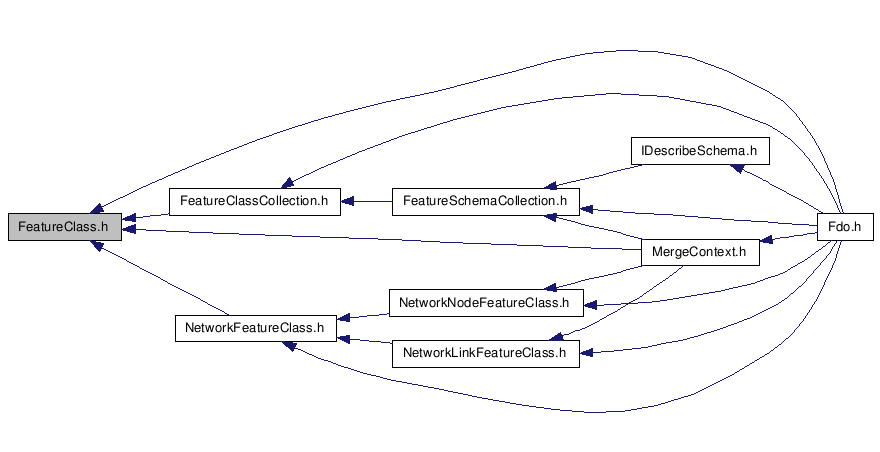 IDescribeSchema.h
FeatureClassCollection.h
FeatureSchemaCollection.h
FeatureClass.h
Fdo.h
MergeContext.h
NetworkNodeFeatureClass.h
NetworkFeatureClass.h
NetworkLinkFeatureClass.h